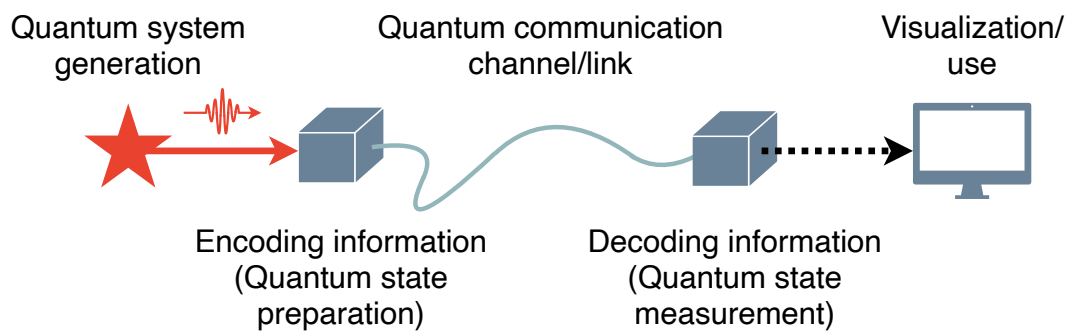 Quantum system
generation
Quantum communication
channel/link
Visualization/
use
Encoding information
(Quantum state
preparation)
Decoding information
(Quantum state
measurement)